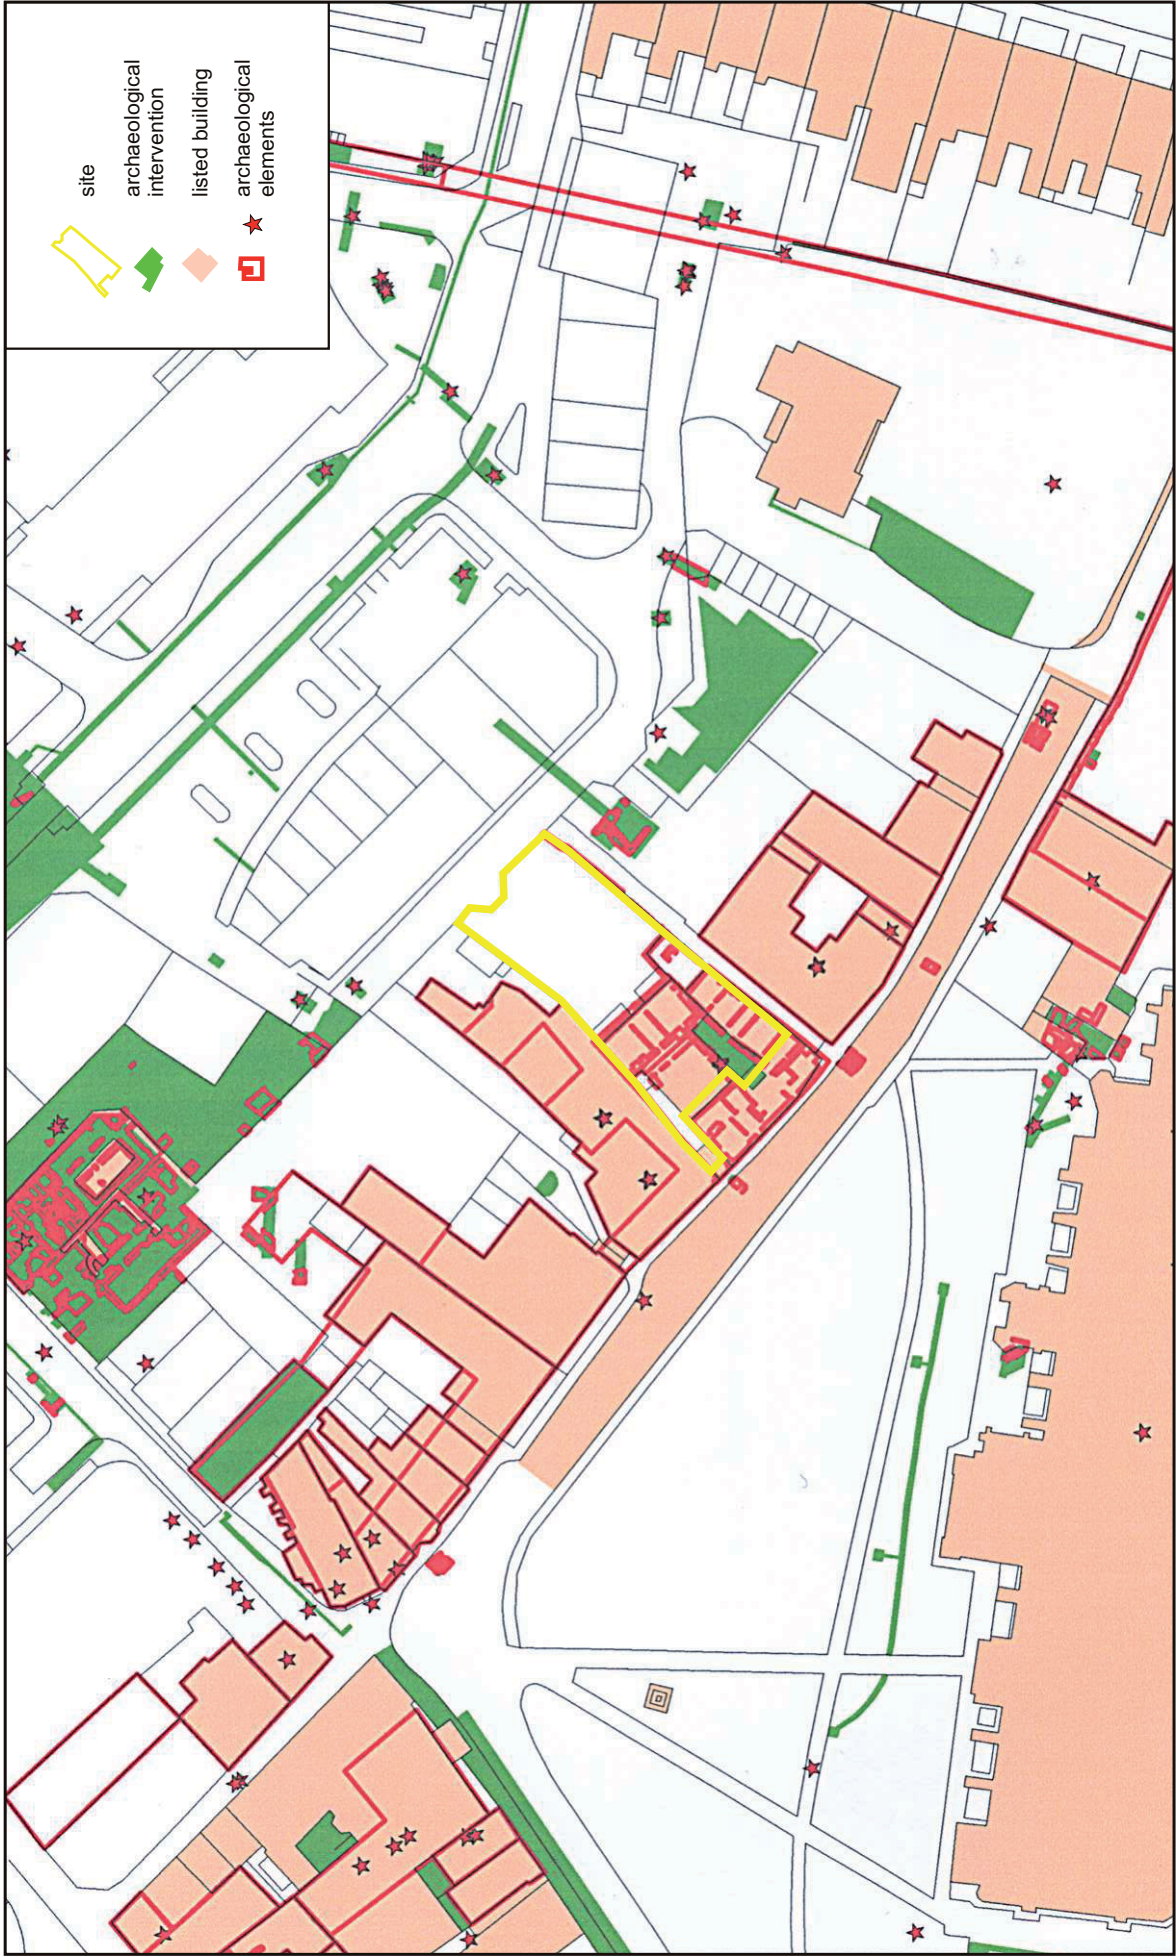 site
archaeological
intervention
listed building
archaeological
elements